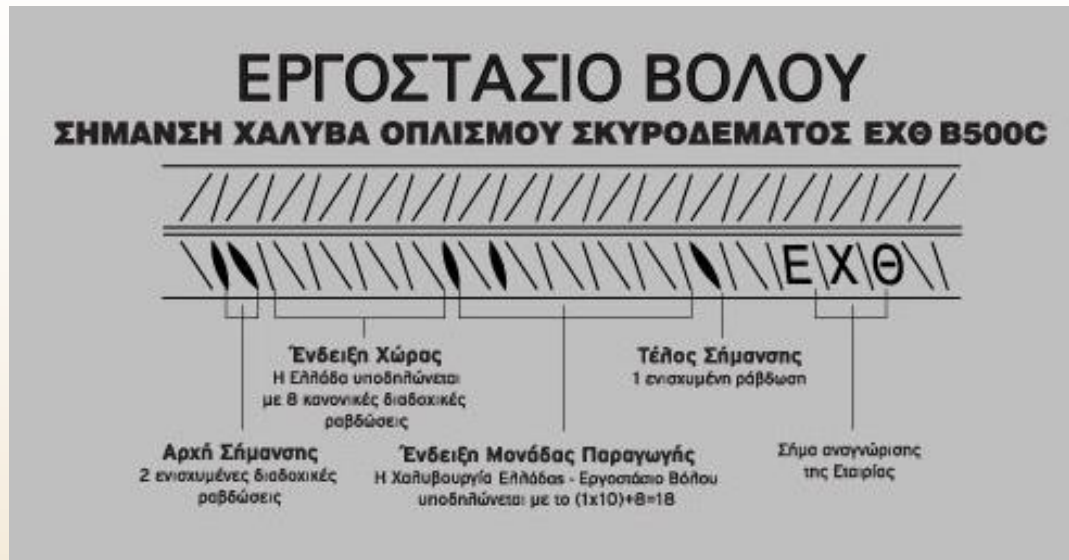 ΕΡΓΟΣΤΑΣΙΟ ΒΟΛΟΥ
ΣΗΜΑΝΣΗ ΧΑΛΥΒΑ ΟΠΛΙΣΜΟΥ ΣΚΥΡΟΔΕΜΑΤΟΣ ΕΧΘ B500C
Ε Χ Θ
Ένδειξη Χώρας
Η Ελλάδα υποδηλώνεται
με 8 κανονικές διαδοχικές
ραβδώσεις
Τέλος Σήμανσης
1 ενισχυμένη ράβδωση
Αρχή Σήμανσης
2 ενισχυμένες διαδοχικές
ραβδώσεις
Ένδειξη Μονάδας Παραγωγής
Η Χαλυβουργία Ελλάδας - Εργοστάσιο Βόλου
υποδηλώνεται με το (1x10)+8=18
Σήμα αναγνώρισης
της Εταιρίας